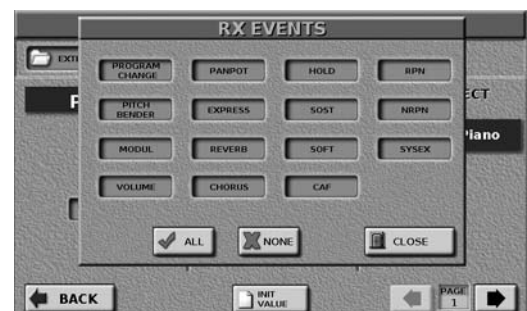 RX EVENTS
EXTE
PROGRAM
CHANGE
PANPOT
HOLD
RPN
PITCH
BENDER
EXPRESS
SOST
NRPN
MODUL
REVERB
SOFT
SYSEX
VOLUME
CHORUS
CAF
P
ECT
Piano
ALL
NONE
CLOSE
BACK
INIT
VALUE
PAGE
1